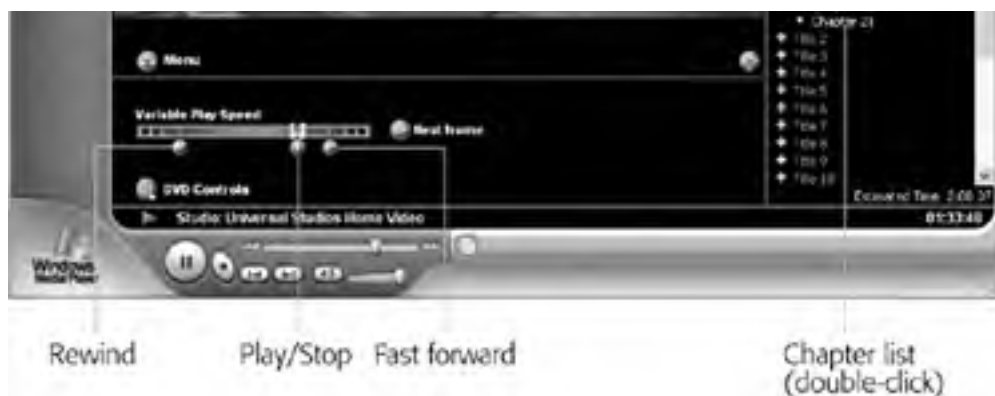 Chapter 21
Title 2
Title 3
Title 4
Title 5
Title 6
Title 7
Title 8
Title 9
Title 10
Menu
Variable Play Speed
Next frame
DVD Controls
Time 2:00:37
Studio: Universal Studios Home Video
01:33:40
Windows
Media Player
Rewind
Play/Stop
Fast forward
Chapter list
(double-click)